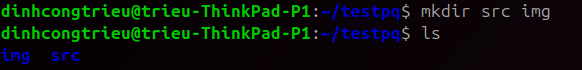 dinhcongtrieu@trieu-ThinkPad-P1:~/testpq$ mkdir src img
dinhcongtrieu@trieu-ThinkPad-P1:~/testpq$ ls
img  src